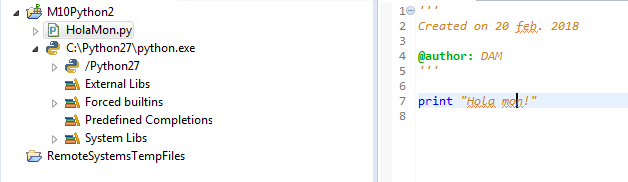 M10Python2
HolaMon.py
C:\Python27\python.exe
/Python27
External Libs
Forced builtins
Predefined Completions
System Libs
RemoteSystemsTempFiles
1 '''
2 Created on 20 feb. 2018
3
4 @author: DAM
5 '''
6
7 print "Hola mon!"
8